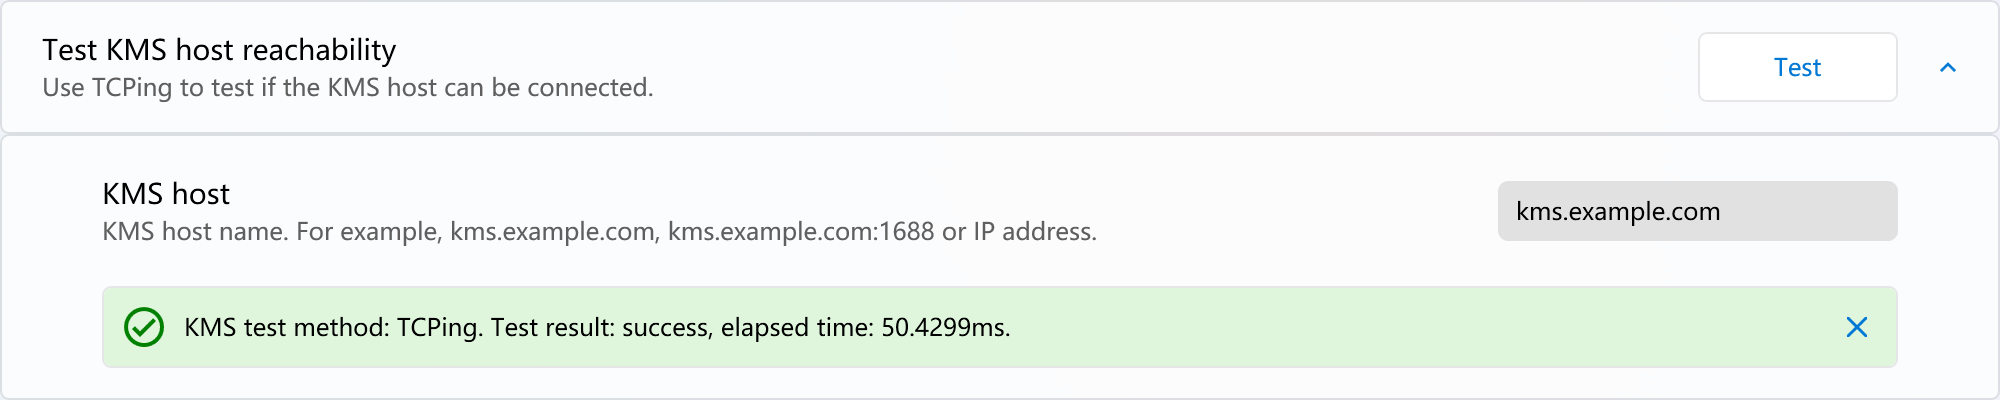 Test KMS host reachability
Use TCPing to test if the KMS host can be connected.
Test
KMS host
KMS host name. For example, kms.example.com, kms.example.com:1688 or IP address.
kms.example.com
KMS test method: TCPing. Test result: success, elapsed time: 50.4299ms.